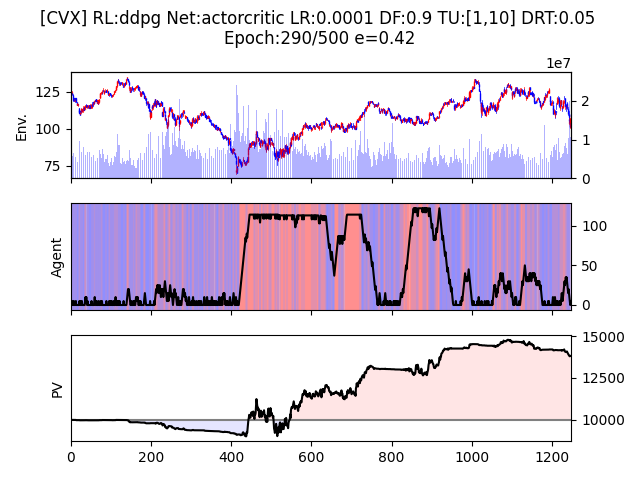 [CVX] RL:ddpg Net:actorcritic LR:0.0001 DF:0.9 TU:[1,10] DRT:0.05
Epoch:290/500 e=0.42
1e7
125
100
75
Env.
2
1
0
Agent
100
50
0
PV
15000
12500
10000
0 200 400 600 800 1000 1200